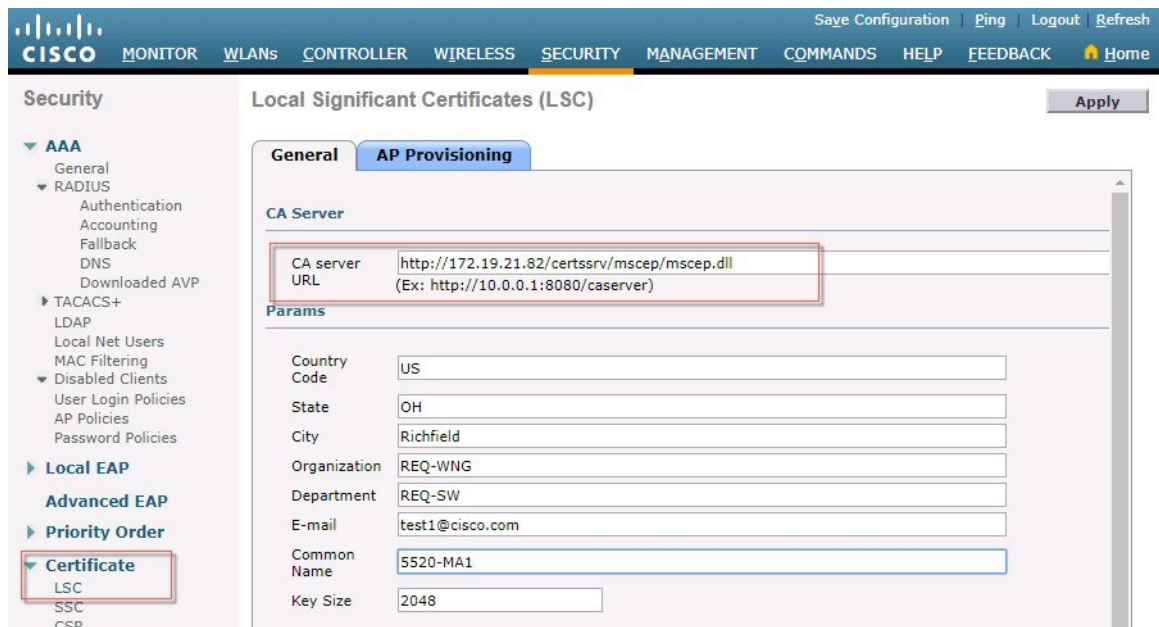 Save Configuration | Ping | Logout | Refresh
CISCO MONITOR WLANs CONTROLLER WIRELESS SECURITY MANAGEMENT COMMANDS HELP FEEDBACK Home
Security
AAA
General
RADIUS
Authentication
Accounting
Fallback
DNS
Downloaded AVP
TACACS+
LDAP
Local Net Users
MAC Filtering
Disabled Clients
User Login Policies
AP Policies
Password Policies
Local EAP
Advanced EAP
Priority Order
Certificate
LSC
SSC
CSR
Local Significant Certificates (LSC)
Apply
General AP Provisioning
CA Server
CA server
URL
http://172.19.21.82/certssrv/mscep/mscep.dll
(Ex: http://10.0.0.1:8080/caserver)
Params
Country
Code
US
State OH
City Richfield
Organization REQ-WNG
Department REQ-SW
E-mail test1@cisco.com
Common
Name
5520-MA1
Key Size 2048